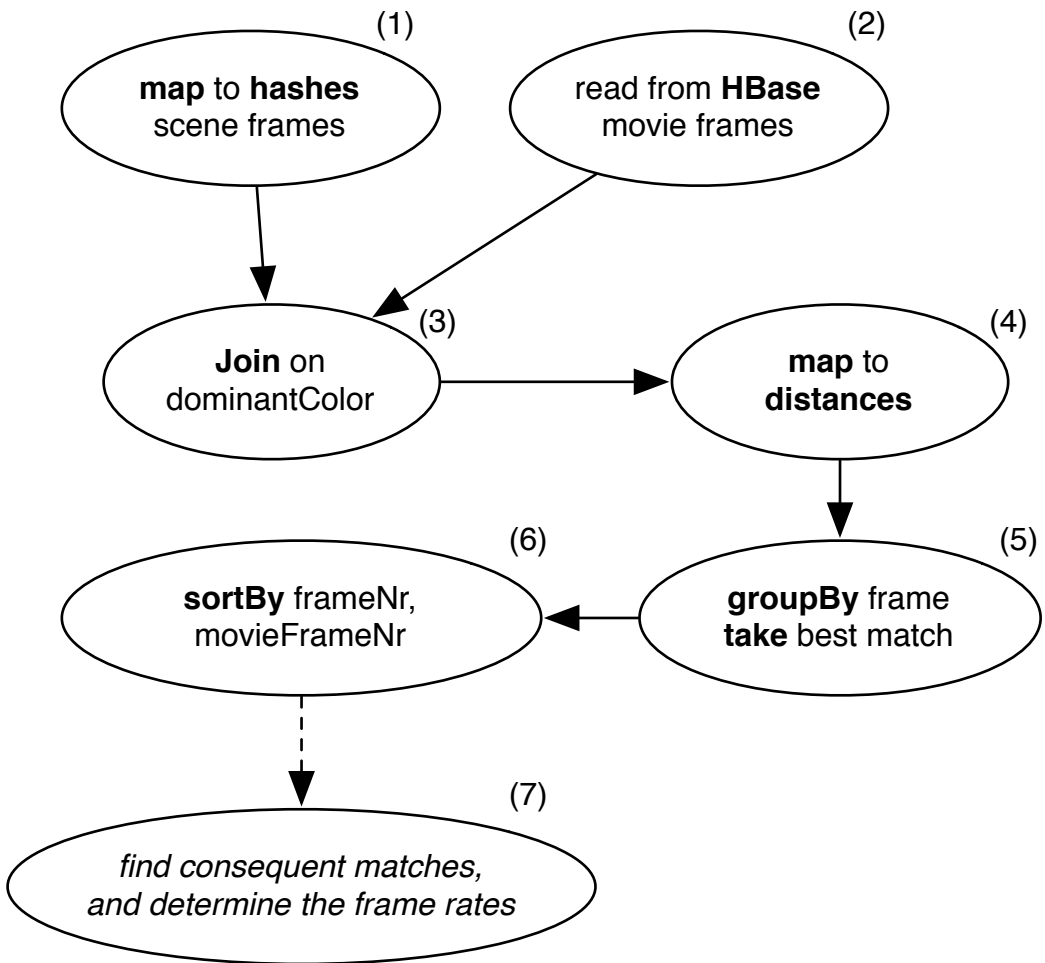 (1)
map to hashes
scene frames
(2)
read from HBase
movie frames
(3)
Join on
dominantColor
(4)
map to
distances
(5)
groupBy frame
take best match
(6)
sortBy frameNr,
movieFrameNr
(7)
find consequent matches,
and determine the frame rates